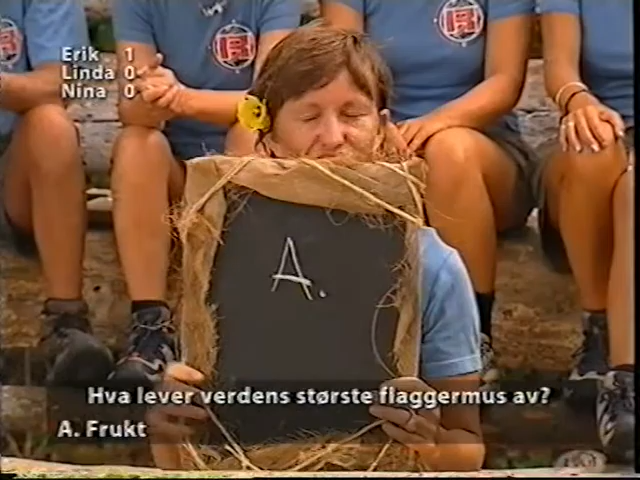 Erik 1
Linda 0
Nina 0
A.
Hva lever verdens største flaggermus av?
A. Frukt